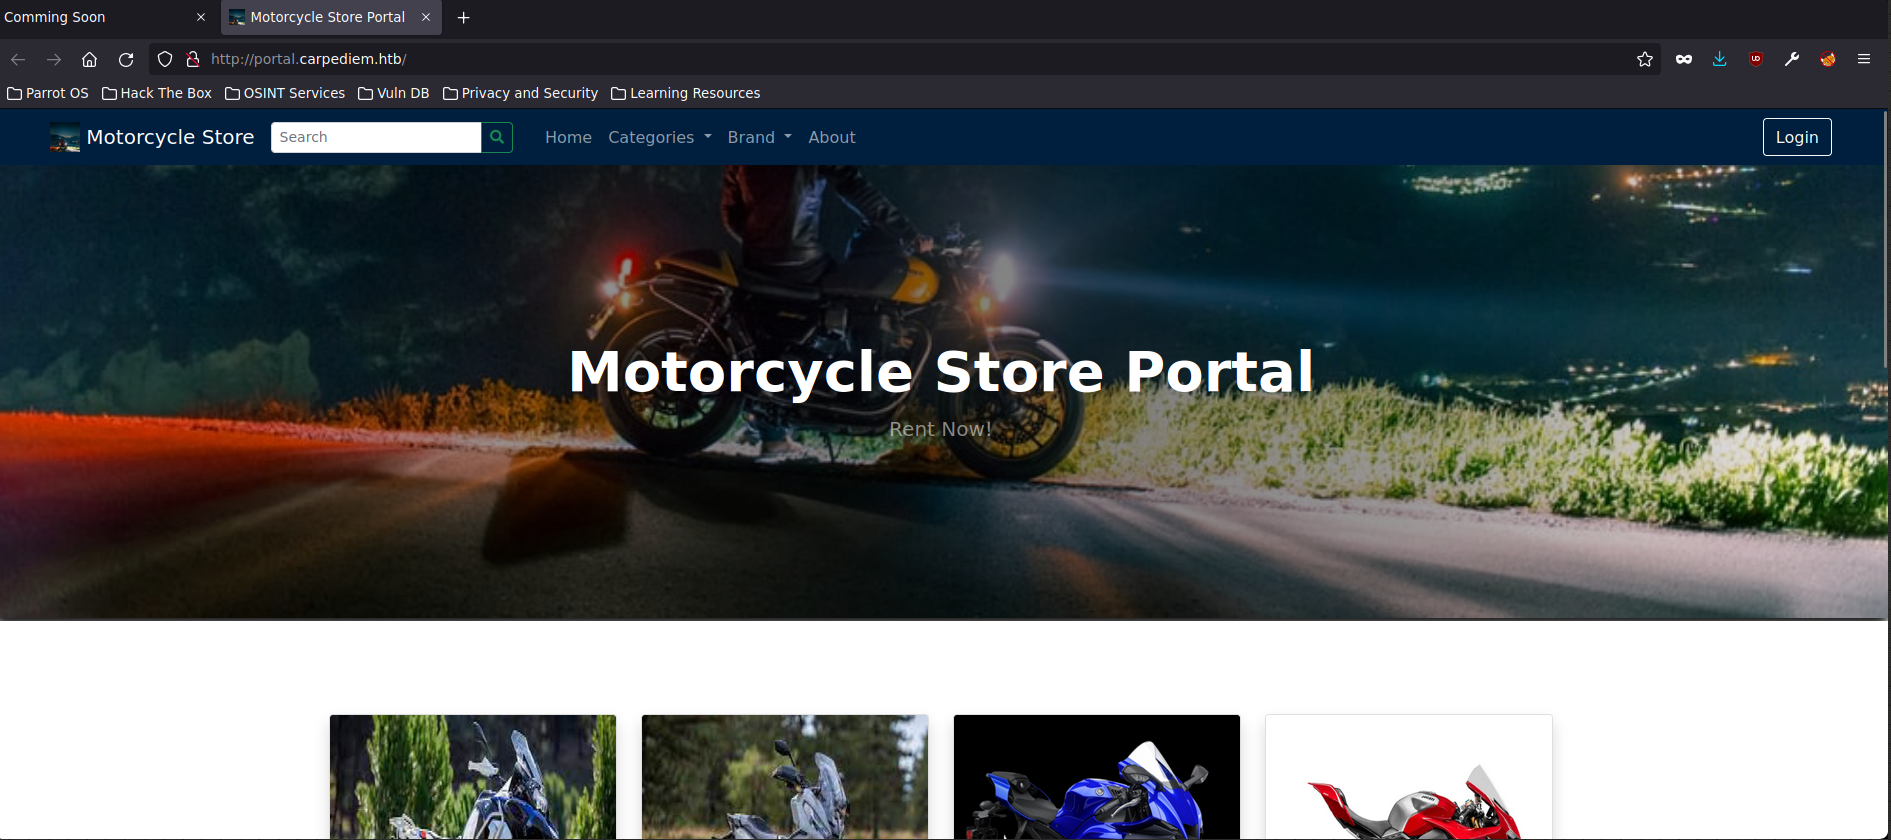 Comming Soon
Motorcycle Store Portal
http://portal.carpediem.htb/
Parrot OS Hack The Box OSINT Services Vuln DB Privacy and Security Learning Resources
Motorcycle Store Search Home Categories Brand About Login
Motorcycle Store Portal
Rent Now!